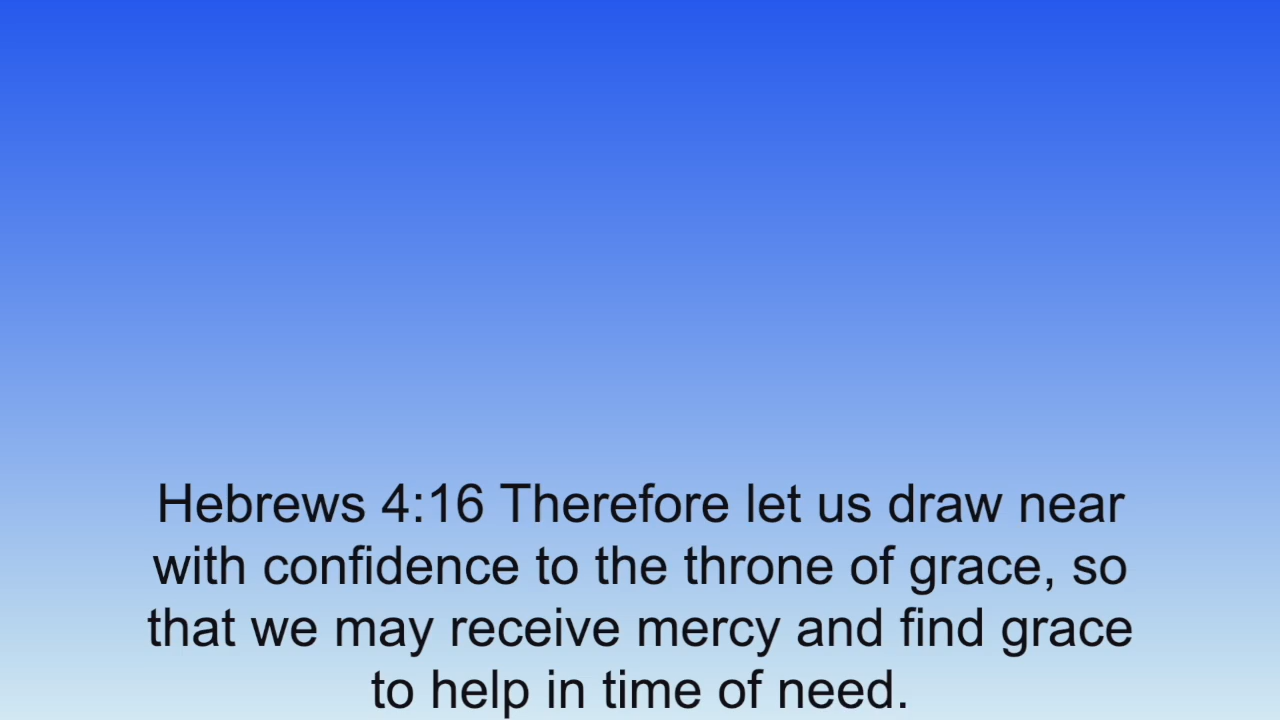 Hebrews 4:16 Therefore let us draw near
with confidence to the throne of grace, so
that we may receive mercy and find grace
to help in time of need.